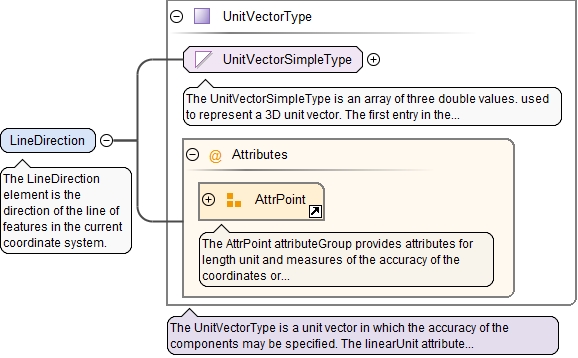 UnitVectorType
UnitVectorSimpleType
The UnitVectorSimpleType is an array of three double values. used
to represent a 3D unit vector. The first entry in the...
LineDirection
The LineDirection
element is the
direction of the line of
features in the current
coordinate system.
@ Attributes
AttrPoint
The AttrPoint attributeGroup provides attributes for
length unit and measures of the accuracy of the
coordinates or...
The UnitVectorType is a unit vector in which the accuracy of the
components may be specified. The linearUnit attribute...